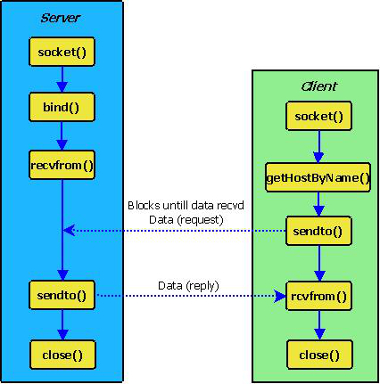 Server
socket()
bind()
recvfrom()
sendto()
close()
Blocks untill data recvd
Data (request)
Data (reply)
Client
socket()
getHostByName()
sendto()
rcvfrom()
close()